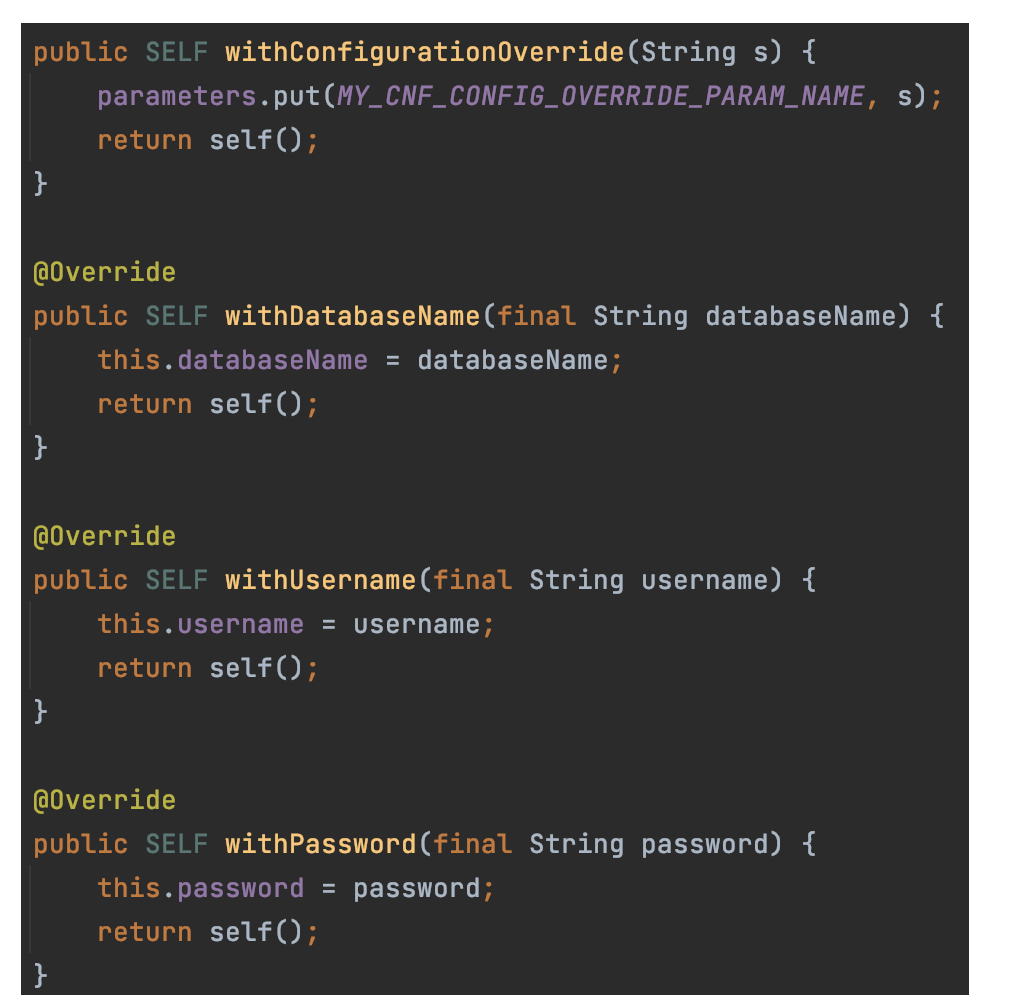 public SELF withConfigurationOverride(String s) {
    parameters.put(MY_CNF_CONFIG_OVERRIDE_PARAM_NAME, s);
    return self();
}

@Override
public SELF withDatabaseName(final String databaseName) {
    this.databaseName = databaseName;
    return self();
}

@Override
public SELF withUsername(final String username) {
    this.username = username;
    return self();
}

@Override
public SELF withPassword(final String password) {
    this.password = password;
    return self();
}